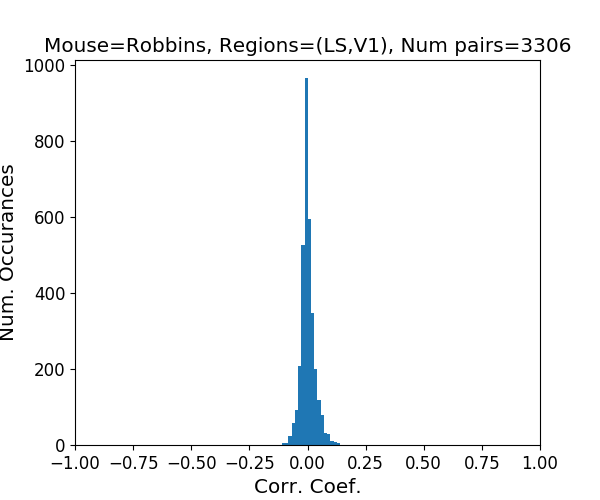 Mouse=Robbins, Regions=(LS,V1), Num pairs=3306
1000
800
600
400
200
0
Num. Occurances
−1.00 −0.75 −0.50 −0.25 0.00 0.25 0.50 0.75 1.00
Corr. Coef.